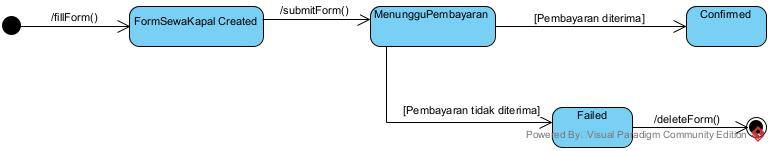 /fillForm()
FormSewaKapal Created
/submitForm()
MenungguPembayaran
[Pembayaran diterima]
Confirmed
[Pembayaran tidak diterima]
Failed
/deleteForm()
Powered By Visual Paradigm Community Edition